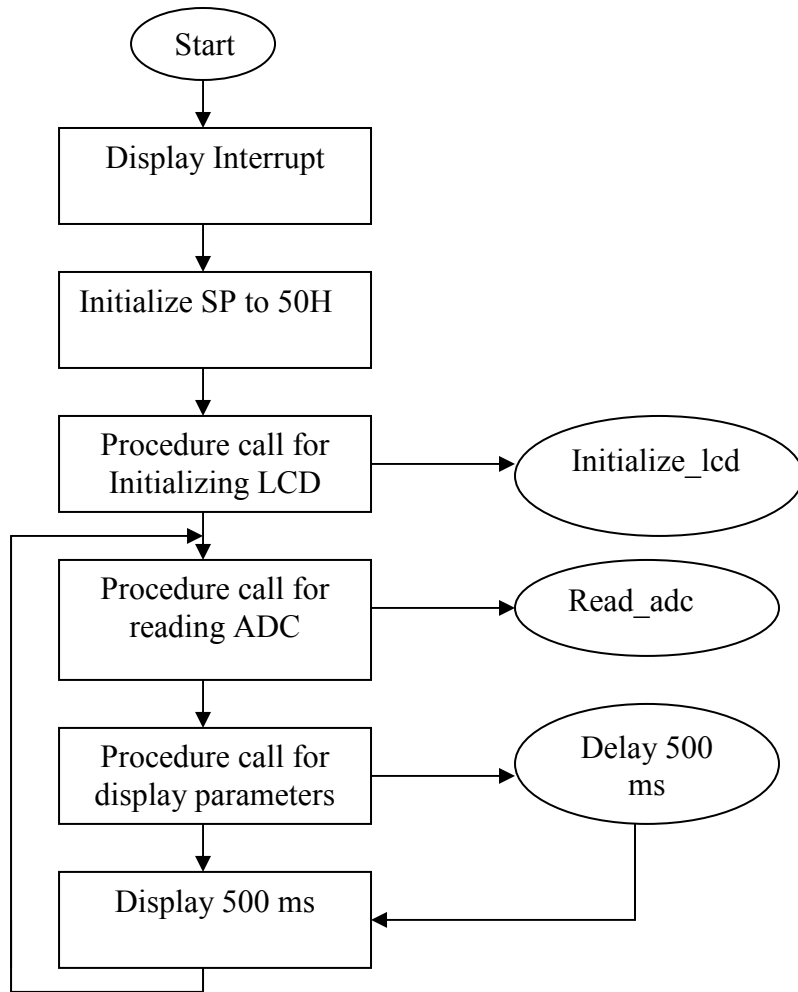 Start
Display Interrupt
Initialize SP to 50H
Procedure call for
Initializing LCD
Initialize_lcd
Procedure call for
reading ADC
Read_adc
Procedure call for
display parameters
Delay 500
ms
Display 500 ms